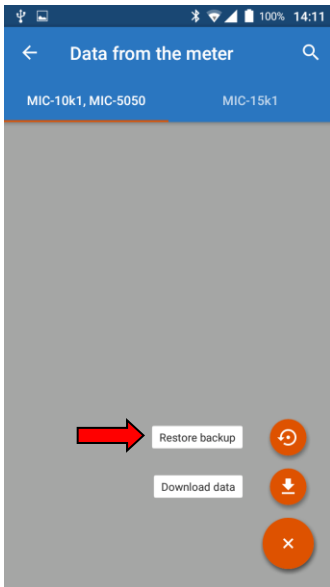 100% 14:11
Data from the meter
MIC-10k1, MIC-5050 MIC-15k1
Restore backup
Download data